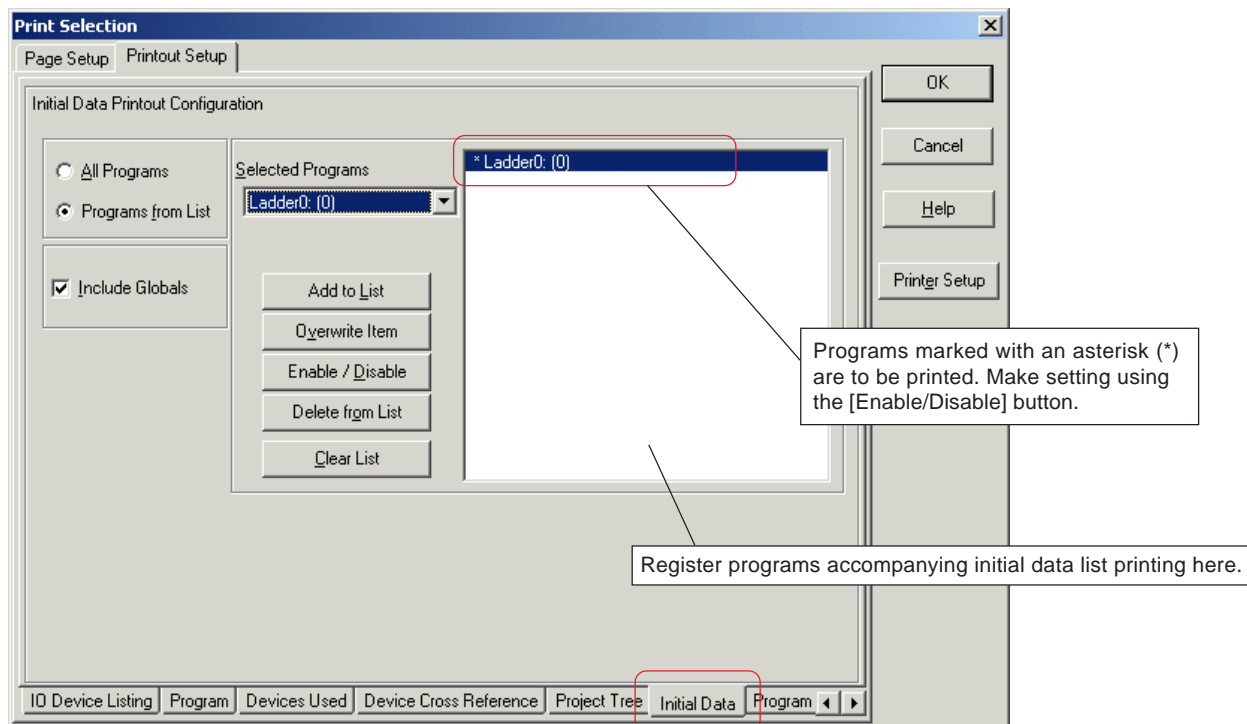 Print Selection
Page Setup
Printout Setup
Initial Data Printout Configuration
All Programs
Programs from List
Include Globals
Selected Programs
Ladder0: (0)
Add to List
Overwrite Item
Enable / Disable
Delete from List
Clear List
* Ladder0: (0)
OK
Cancel
Help
Printer Setup
Programs marked with an asterisk (*)
are to be printed. Make setting using
the [Enable/Disable] button.
Register programs accompanying initial data list printing here.
IO Device Listing
Program
Devices Used
Device Cross Reference
Project Tree
Initial Data
Program